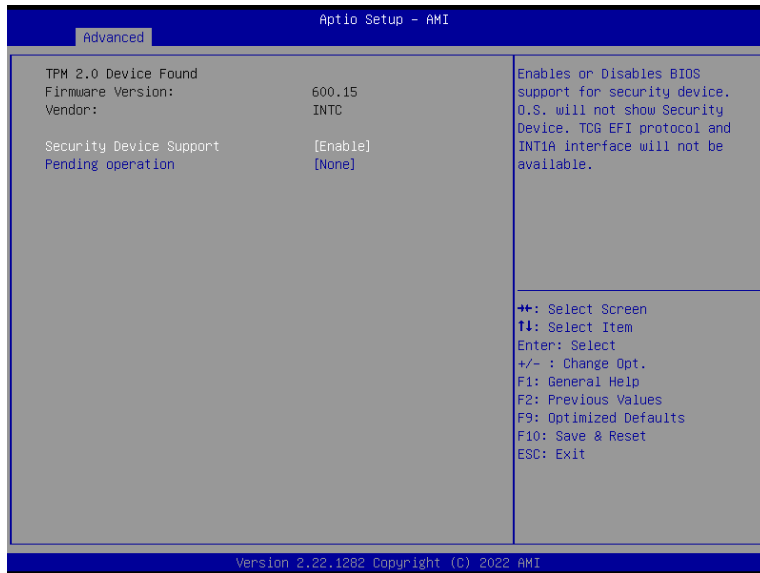 Aptio Setup – AMI
Advanced
TPM 2.0 Device Found
Firmware Version: 600.15
Vendor: INTC
Security Device Support [Enable]
Pending operation [None]
Enables or Disables BIOS
support for security device.
O.S. will not show Security
Device. TCG EFI protocol and
INT1A interface will not be
available.
→←: Select Screen
↑↓: Select Item
Enter: Select
+/- : Change Opt.
F1: General Help
F2: Previous Values
F9: Optimized Defaults
F10: Save & Reset
ESC: Exit
Version 2.22.1282 Copyright (C) 2022 AMI